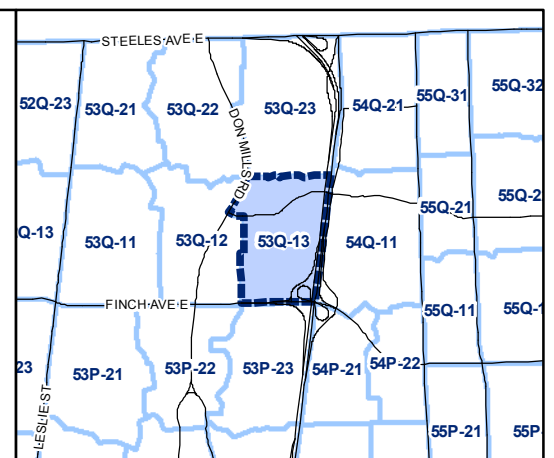 STEELES AVE E
52Q-23
53Q-21
53Q-22
53Q-23
54Q-21
55Q-31
55Q-32
DON MILLS RD
Q-13
53Q-11
53Q-12
53Q-13
54Q-11
55Q-21
55Q-2
FINCH AVE E
55Q-11
55Q-1
23
53P-21
53P-22
53P-23
54P-21
54P-22
LESLIE ST
55P-21
55P